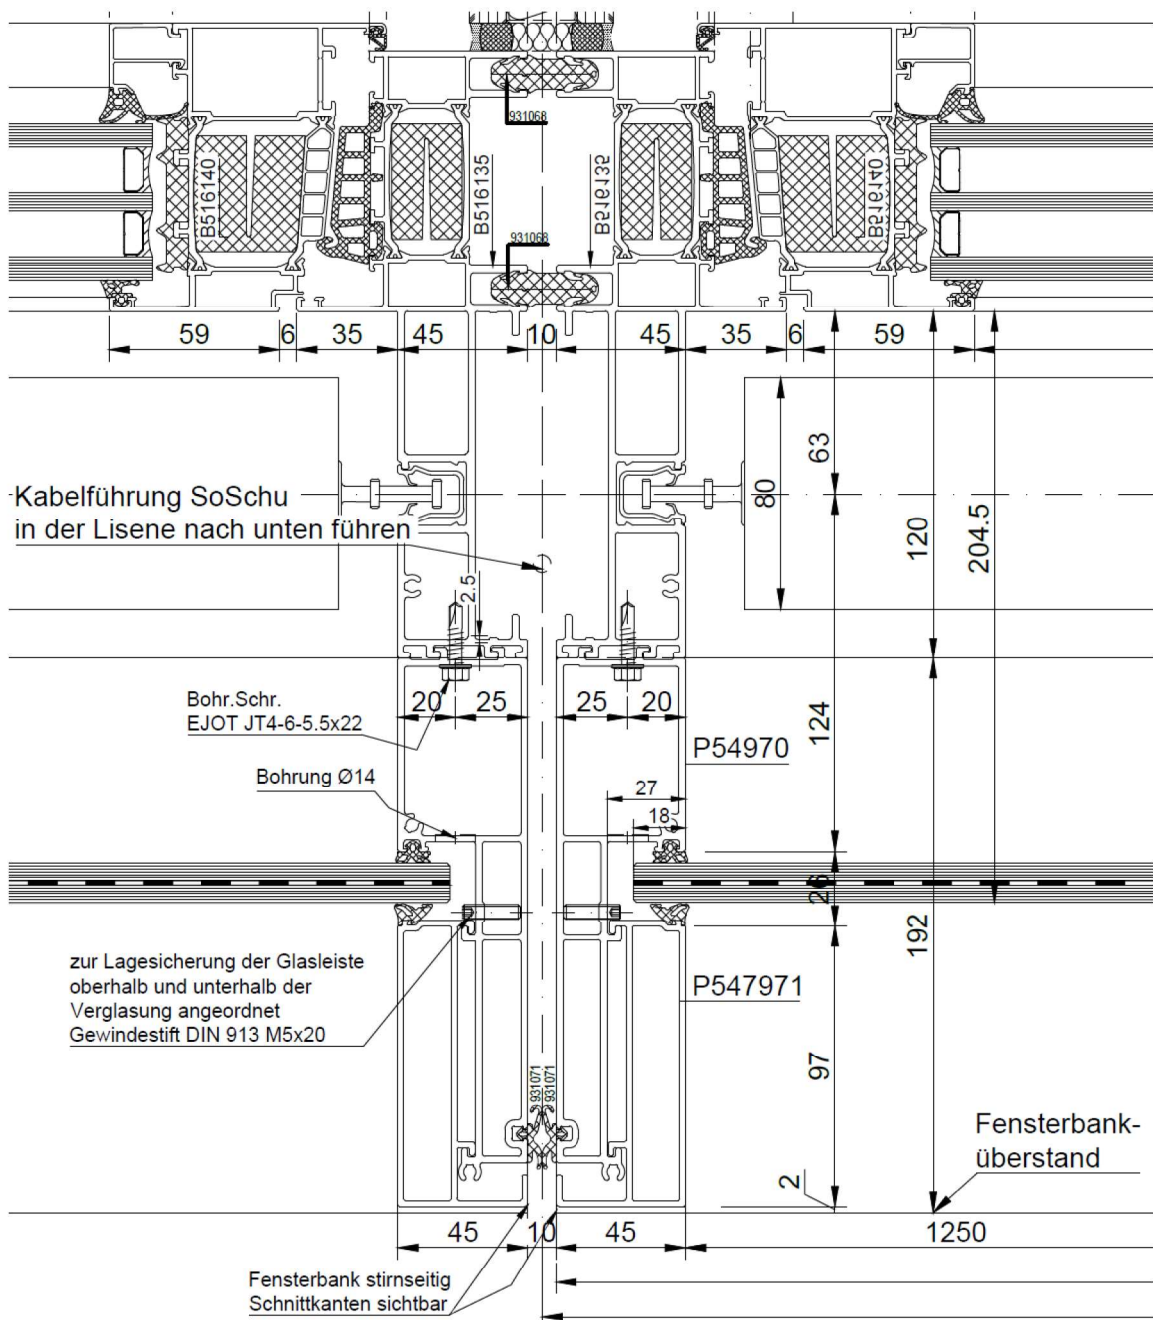 931068
B516140
B516135
B516135
B516140
931068
59
6
35
45
10
45
35
6
59
63
80
Kabelführung SoSchu
in der Lisene nach unten führen
120
204.5
2.5
Bohr.Schr.
EJOT JT4-6-5.5x22
20
25
25
20
124
P54970
Bohrung Ø14
27
18
26
192
zur Lagesicherung der Glasleiste
oberhalb und unterhalb der
Verglasung angeordnet
Gewindestift DIN 913 M5x20
P547971
97
931071
931071
Fensterbank-
überstand
2
45
10
45
1250
Fensterbank stirnseitig
Schnittkanten sichtbar